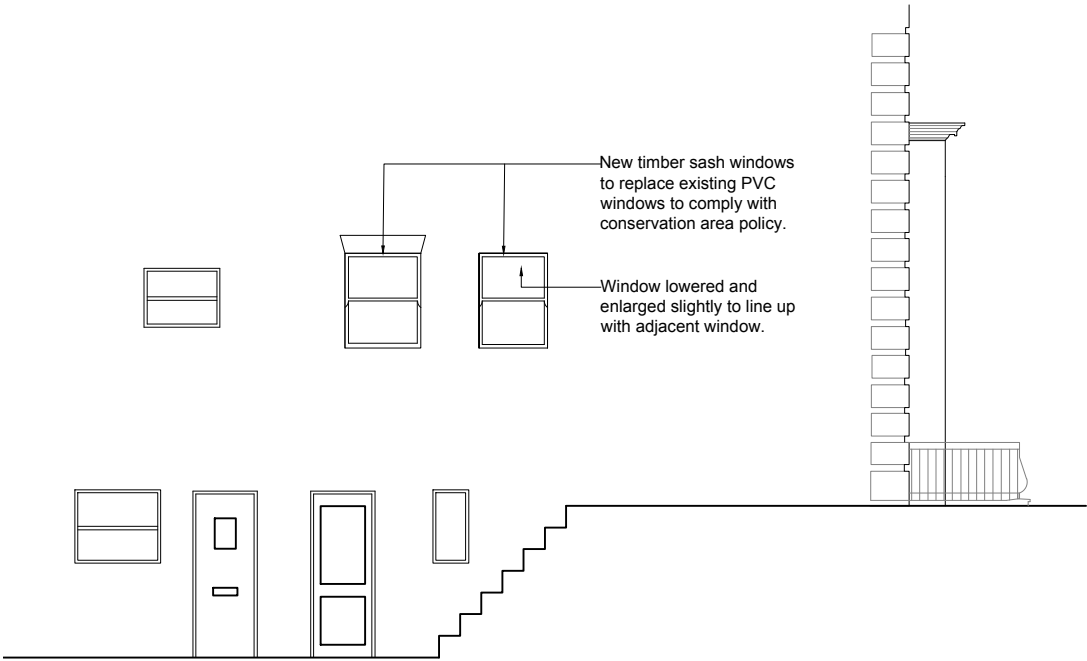 New timber sash windows
to replace existing PVC
windows to comply with
conservation area policy.
Window lowered and
enlarged slightly to line up
with adjacent window.